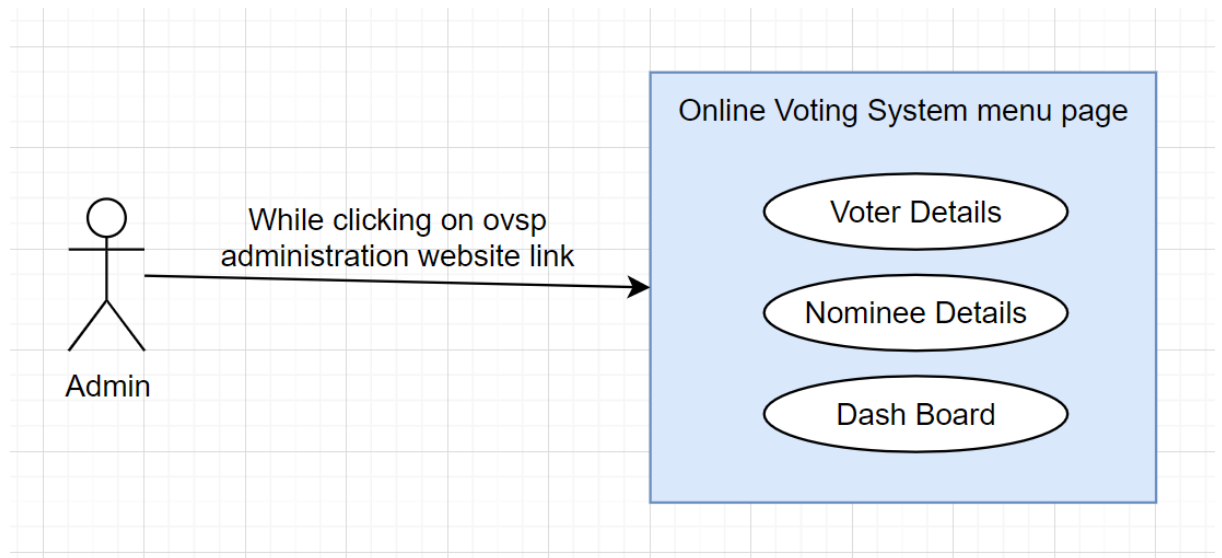 Online Voting System menu page
While clicking on ovsp
administration website link
Voter Details
Nominee Details
Dash Board
Admin